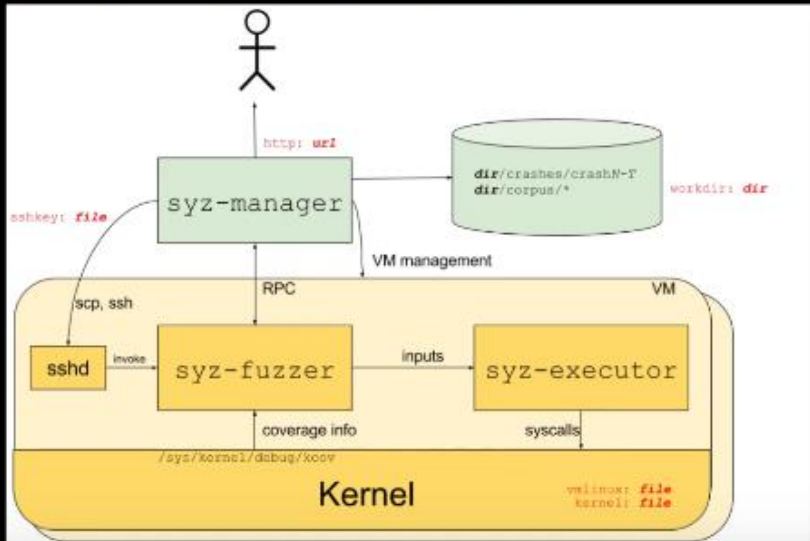 http: url
syz-manager
dir/crashes/crashN-T
dir/corpus/*
workdir: dir
sshkey: file
VM management
RPC
VM
scp, ssh
sshd
invoke
syz-fuzzer
inputs
syz-executor
coverage info
syscalls
/sys/kernel/debug/kcov
Kernel
vmlinux: file
kernel: file